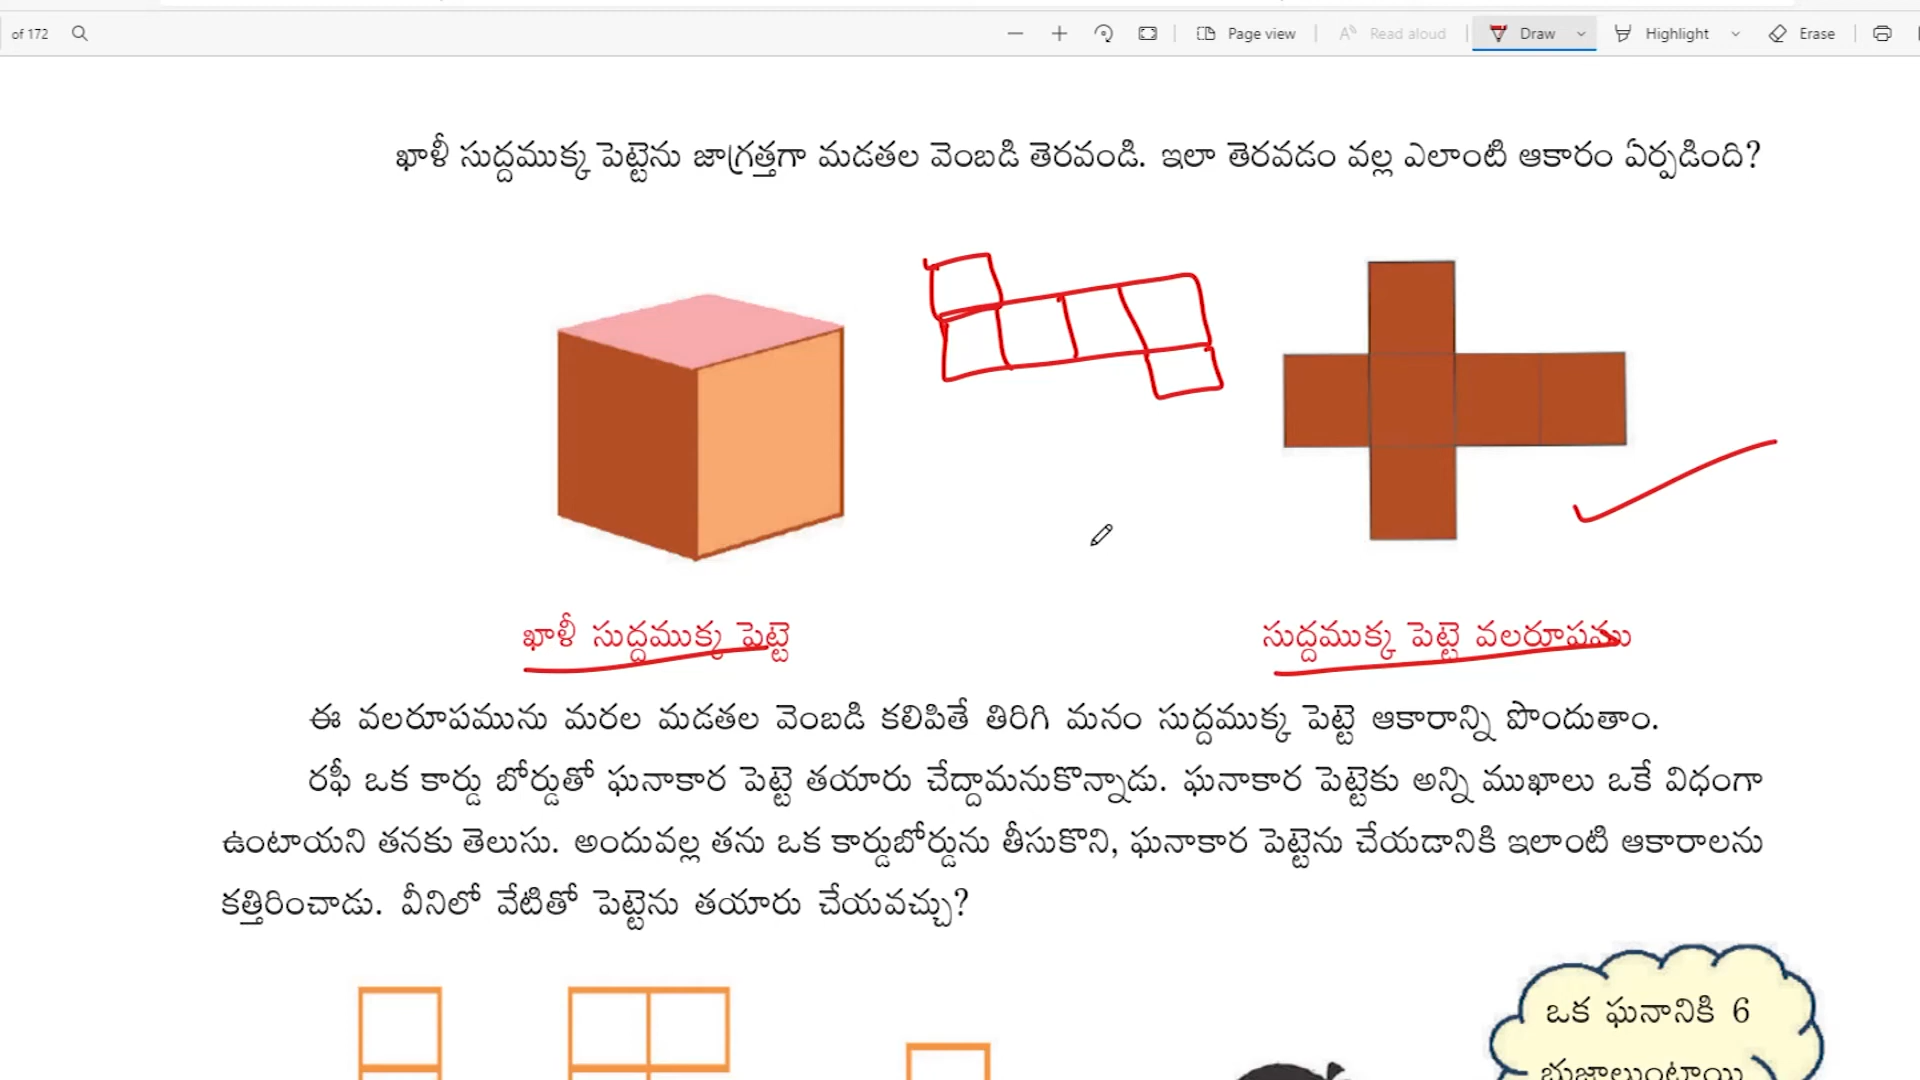 of 172
Page view
Read aloud
Draw
Highlight
Erase
ఖాళీ సుద్దముక్క పెట్టెను జాగ్రత్తగా మడతల వెంబడి తెరవండి. ఇలా తెరవడం వల్ల ఎలాంటి ఆకారం ఏర్పడింది?
ఖాళీ సుద్దముక్క పెట్టె
సుద్దముక్క పెట్టె వలరూపము
ఈ వలరూపమును మరల మడతల వెంబడి కలిపితే తిరిగి మనం సుద్దముక్క పెట్టె ఆకారాన్ని పొందుతాం.
రఫీ ఒక కార్డు బోర్డుతో ఘనాకార పెట్టె తయారు చేద్దామనుకొన్నాడు. ఘనాకార పెట్టెకు అన్ని ముఖాలు ఒకే విధంగా
ఉంటాయని తనకు తెలుసు. అందువల్ల తను ఒక కార్డుబోర్డును తీసుకొని, ఘనాకార పెట్టెను చేయడానికి ఇలాంటి ఆకారాలను
కత్తిరించాడు. వీనిలో వేటితో పెట్టెను తయారు చేయవచ్చు?
ఒక ఘనానికి 6
భుజాలుంటాయి